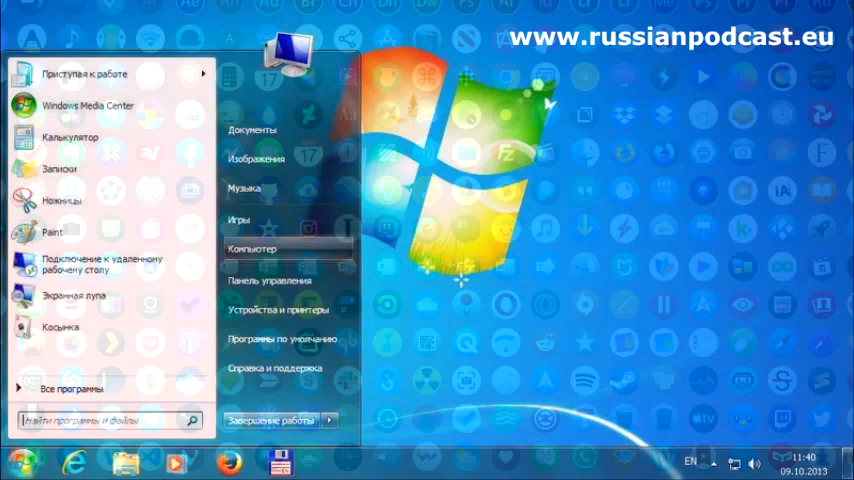 www.russianpodcast.eu
Приступая к работе
Windows Media Center
Калькулятор
Записки
Ножницы
Paint
Подключение к удаленному
рабочему столу
Экранная лупа
Косынка
Все программы
Найти программы и файлы
Документы
Изображения
Музыка
Игры
Компьютер
Панель управления
Устройства и принтеры
Программы по умолчанию
Справка и поддержка
Завершение работы
EN
11:40
09.10.2013